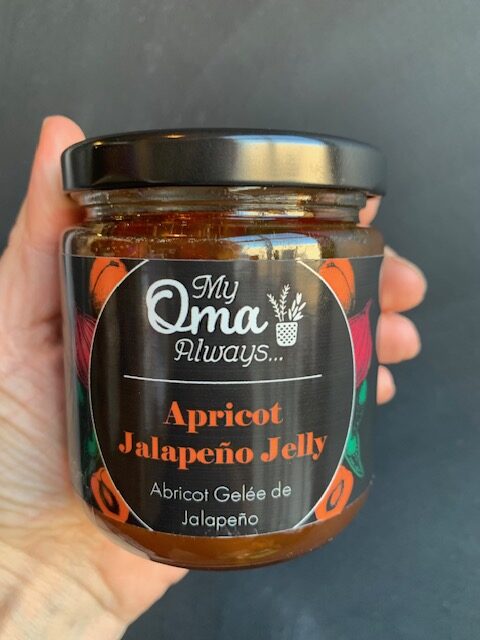 My
Oma
Always...
Apricot
Jalapeño Jelly
Abricot Gelée de
Jalapeño